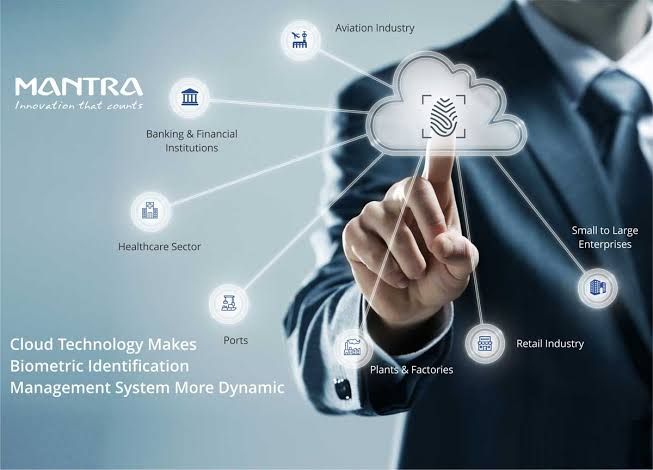 Aviation Industry
MANTRA
Innovation that counts
Banking & Financial
Institutions
Healthcare Sector
Small to Large
Enterprises
Ports
Retail Industry
Plants & Factories
Cloud Technology Makes
Biometric Identification
Management System More Dynamic